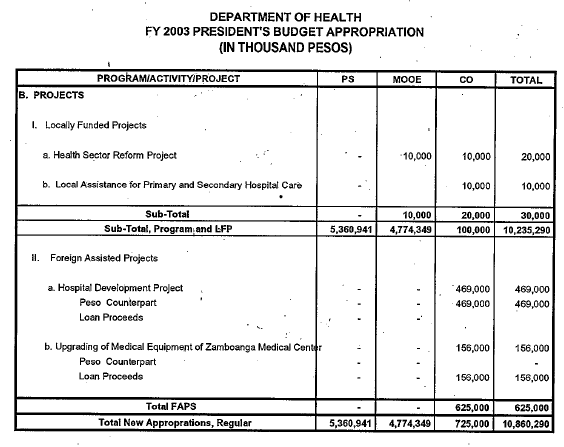 DEPARTMENT OF HEALTH
FY 2003 PRESIDENT'S BUDGET APPROPRIATION
(IN THOUSAND PESOS)
PROGRAM/ACTIVITY/PROJECT PS MOOE CO TOTAL
B. PROJECTS
I. Locally Funded Projects
a. Health Sector Reform Project - 10,000 10,000 20,000
b. Local Assistance for Primary and Secondary Hospital Care - 10,000 10,000
Sub-Total - 10,000 20,000 30,000
Sub-Total, Program and LFP 5,360,941 4,774,349 100,000 10,235,290
II. Foreign Assisted Projects
a. Hospital Development Project - - 469,000 469,000
Peso Counterpart - - 469,000 469,000
Loan Proceeds - -
b. Upgrading of Medical Equipment of Zamboanga Medical Center - - 156,000 156,000
Peso Counterpart - - -
Loan Proceeds - - 156,000 156,000
Total FAPS - - 625,000 625,000
Total New Approprations, Regular 5,360,941 4,774,349 725,000 10,860,290